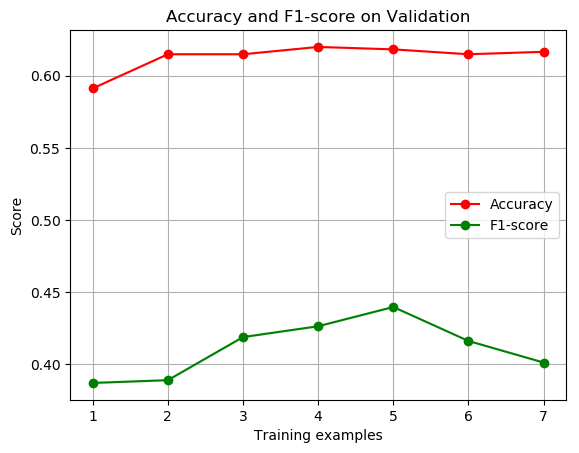 Accuracy and F1-score on Validation
0.60
0.55
0.50
0.45
0.40
Score
Accuracy
F1-score
1 2 3 4 5 6 7
Training examples